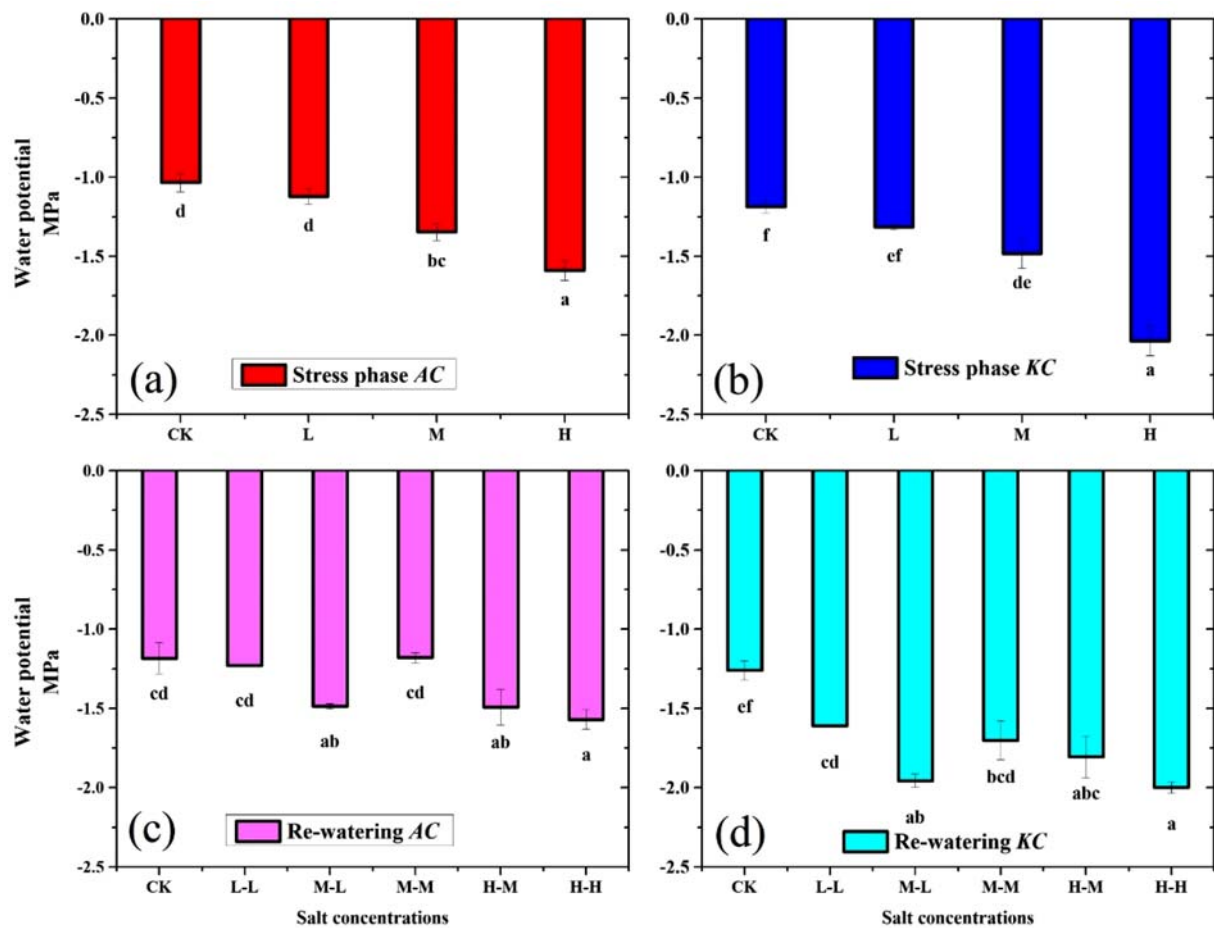 Water potential
MPa
0.0
-0.5
-1.0
-1.5
-2.0
-2.5
d
d
bc
a
(a)
Stress phase AC
CK L M H
0.0
-0.5
-1.0
-1.5
-2.0
-2.5
f
ef
de
a
(b)
Stress phase KC
CK L M H
Water potential
MPa
0.0
-0.5
-1.0
-1.5
-2.0
-2.5
cd
cd
ab
cd
ab
a
(c)
Re-watering AC
CK L-L M-L M-M H-M H-H
Salt concentrations
0.0
-0.5
-1.0
-1.5
-2.0
-2.5
ef
cd
ab
bcd
abc
a
(d)
Re-watering KC
CK L-L M-L M-M H-M H-H
Salt concentrations